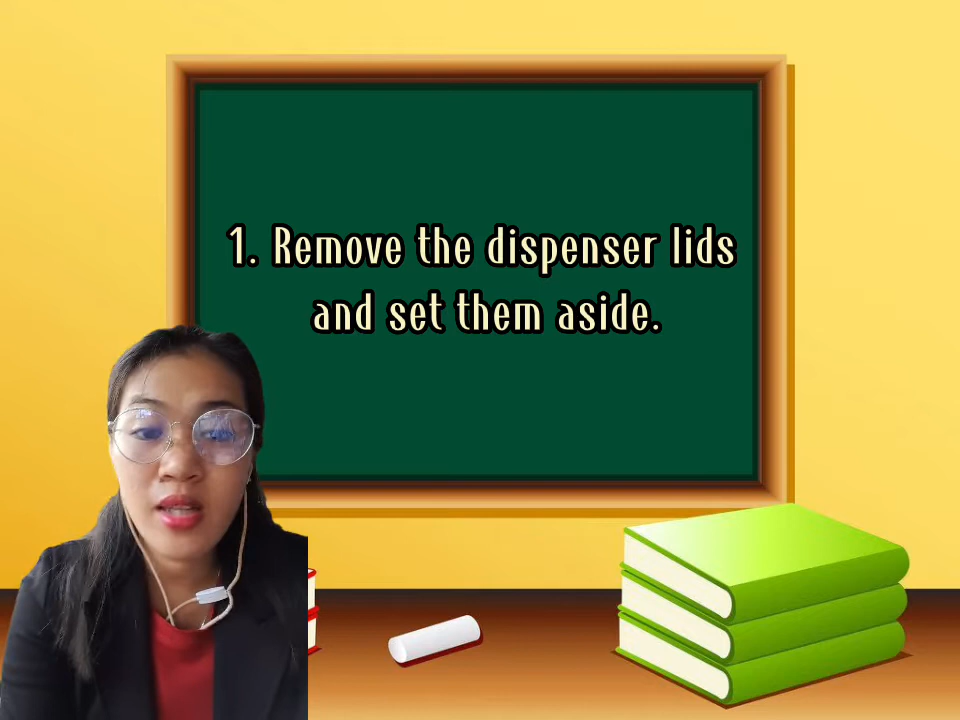 1. Remove the dispenser lids
and set them aside.